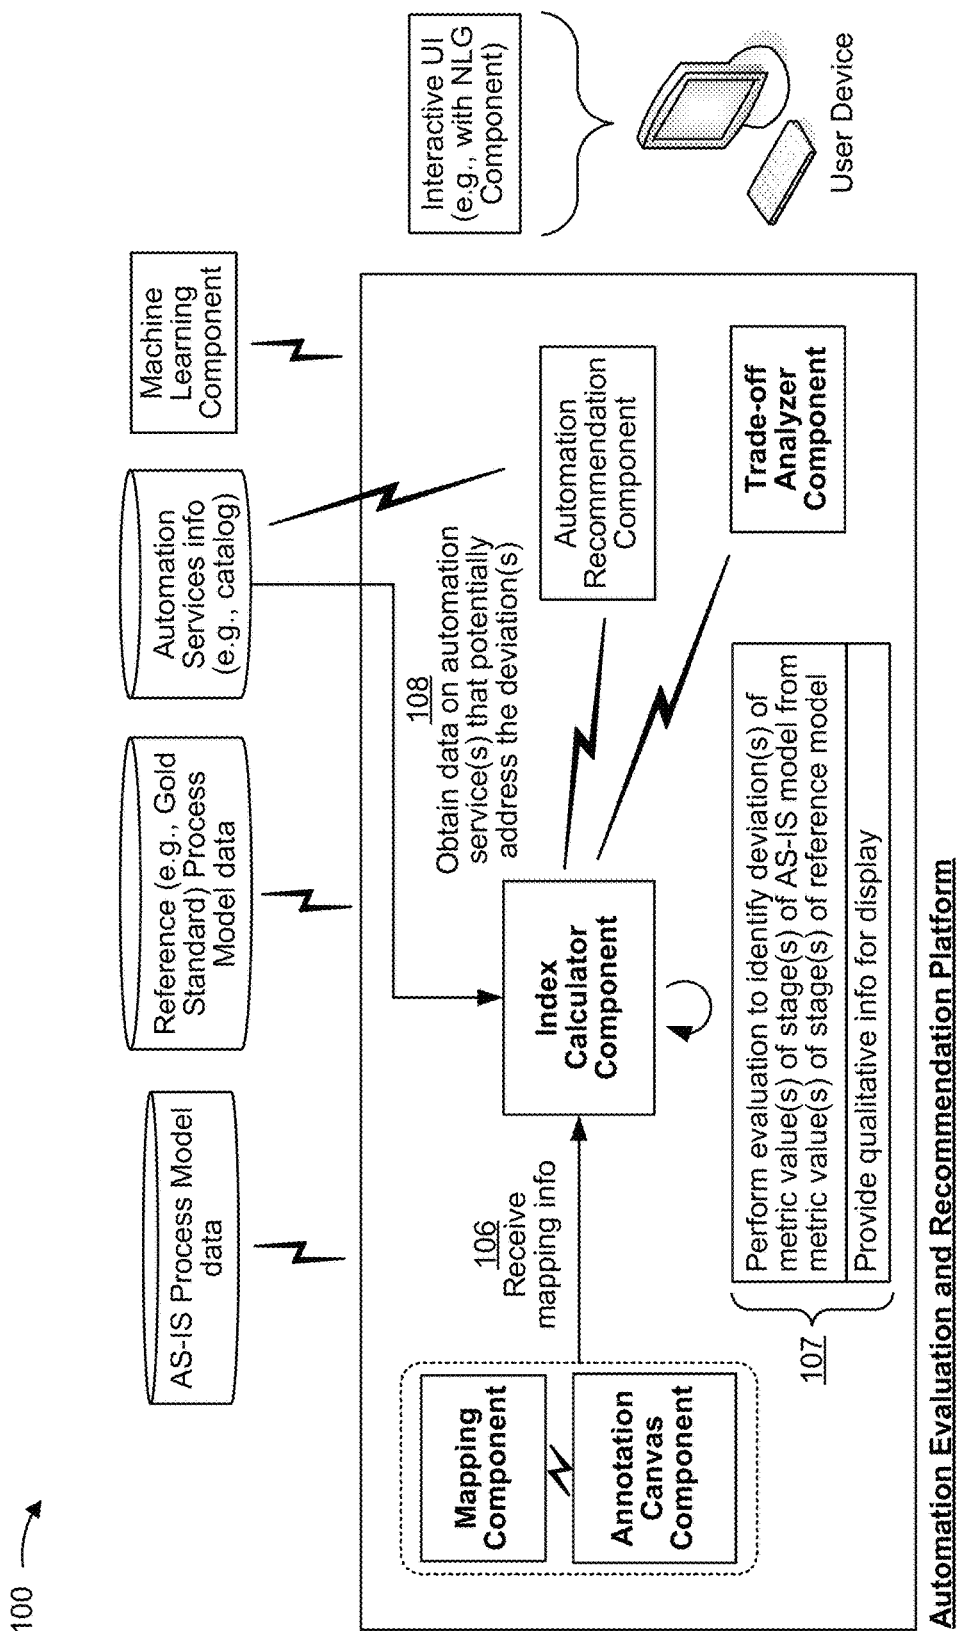 100
AS-IS Process Model
data
Reference (e.g., Gold
Standard) Process
Model data
Automation
Services info
(e.g., catalog)
Machine
Learning
Component
Interactive UI
(e.g., with NLG
Component)
User Device
Mapping
Component
Annotation
Canvas
Component
106
Receive
mapping info
Index
Calculator
Component
108
Obtain data on automation
service(s) that potentially
address the deviation(s)
Automation
Recommendation
Component
Trade-off
Analyzer
Component
107
Perform evaluation to identify deviation(s) of
metric value(s) of stage(s) of AS-IS model from
metric value(s) of stage(s) of reference model
Provide qualitative info for display
Automation Evaluation and Recommendation Platform